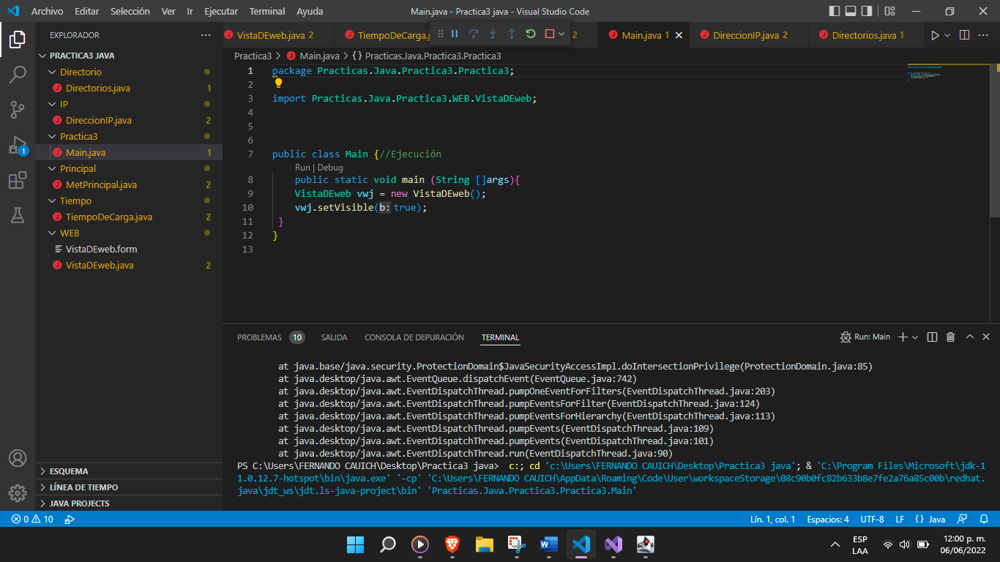 Archivo Editar Selección Ver Ir Ejecutar Terminal Ayuda
Main.java - Practica3 java - Visual Studio Code
EXPLORADOR
VistaDEweb.java 2
TiempoDeCarga.j
2
Main.java 1
DireccionIP.java 2
Directorios.java 1
PRACTICA3 JAVA
Directorio
Directorios.java 1
IP
DireccionIP.java 2
Practica3
Main.java 1
Principal
MetPrincipal.java 2
Tiempo
TiempoDeCarga.java 2
WEB
VistaDEweb.form
VistaDEweb.java 2
1
ESQUEMA
LÍNEA DE TIEMPO
JAVA PROJECTS
Practica3 > Main.java > {} Practicas.Java.Practica3.Practica3
1 package Practicas.Java.Practica3.Practica3;
2
3 import Practicas.Java.Practica3.WEB.VistaDEweb;
4
5
6
7 public class Main {//Ejecución
Run | Debug
8 public static void main (String []args){
9 VistaDEweb vwj = new VistaDEweb();
10 vwj.setVisible(b:true);
11 }
12 }
13
PROBLEMAS 10 SALIDA CONSOLA DE DEPURACIÓN TERMINAL
Run: Main
at java.base/java.security.ProtectionDomain$JavaSecurityAccessImpl.doIntersectionPrivilege(ProtectionDomain.java:85)
at java.desktop/java.awt.EventQueue.dispatchEvent(EventQueue.java:742)
at java.desktop/java.awt.EventDispatchThread.pumpOneEventForFilters(EventDispatchThread.java:203)
at java.desktop/java.awt.EventDispatchThread.pumpEventsForFilter(EventDispatchThread.java:124)
at java.desktop/java.awt.EventDispatchThread.pumpEventsForHierarchy(EventDispatchThread.java:113)
at java.desktop/java.awt.EventDispatchThread.pumpEvents(EventDispatchThread.java:109)
at java.desktop/java.awt.EventDispatchThread.pumpEvents(EventDispatchThread.java:101)
at java.desktop/java.awt.EventDispatchThread.run(EventDispatchThread.java:90)
PS C:\Users\FERNANDO CAUICH\Desktop\Practica3 java> c:; cd 'c:\Users\FERNANDO CAUICH\Desktop\Practica3 java'; & 'C:\Program Files\Microsoft\jdk-1
1.0.12.7-hotspot\bin\java.exe' '-cp' 'C:\Users\FERNANDO CAUICH\AppData\Roaming\Code\User\workspaceStorage\08c90b0fc82b633b8e7fe2a76a85c00b\redhat.
java\jdt_ws\jdt.ls-java-project\bin' 'Practicas.Java.Practica3.Practica3.Main'
0 10
Lín. 1, col. 1 Espacios: 4 UTF-8 LF {} Java
ESP
LAA
12:00 p. m.
06/06/2022